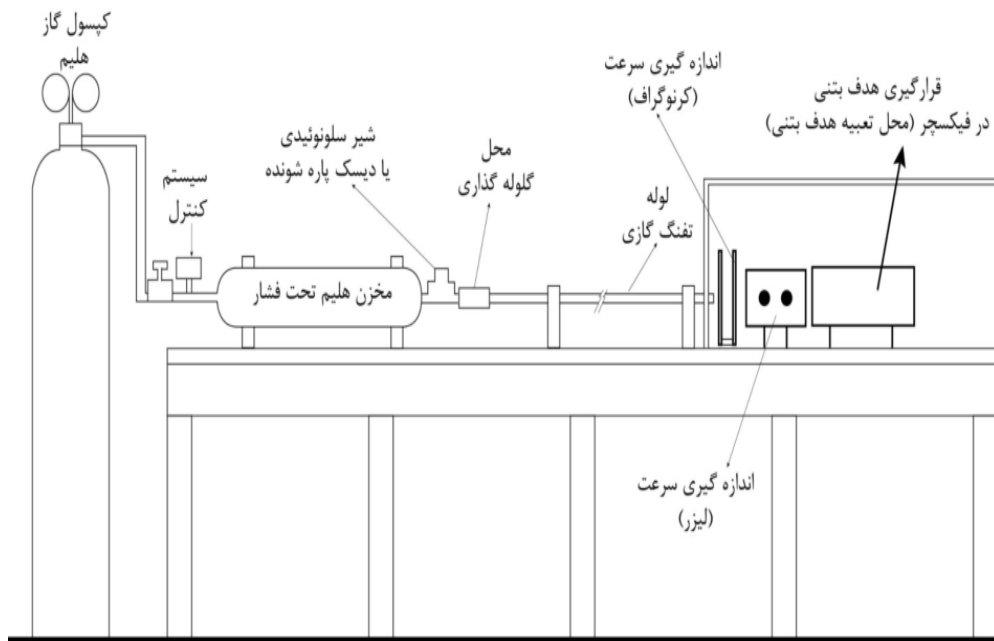 کپسول گاز
هلیم
سیستم
کنترل
شیر سلونوئیدی
یا دیسک پاره شونده
مخزن هلیم تحت فشار
محل
گلوله گذاری
لوله
تفنگ گازی
اندازه گیری سرعت
(کرنوگراف)
قرارگیری هدف بتنی
در فیکسچر (محل تعبیه هدف بتنی)
اندازه گیری سرعت
(لیزر)